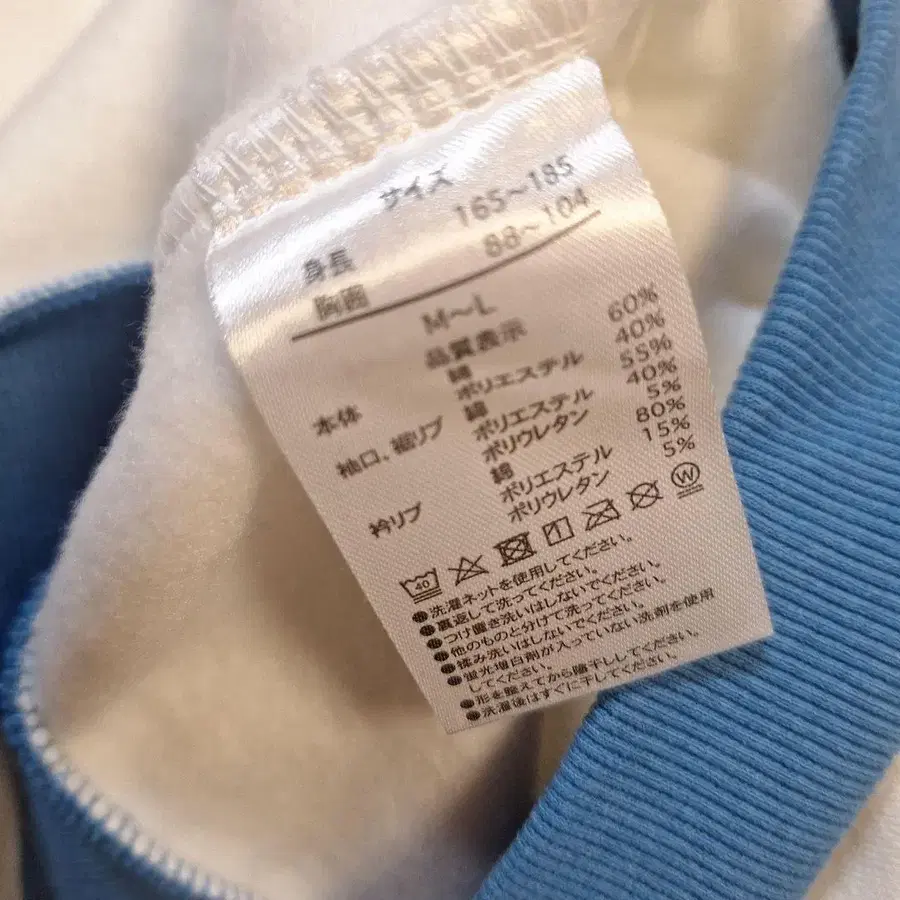 サイズ
身長 165～185
胸囲 88～104
M～L
品質表示
本体 綿 60%
ポリエステル 40%
袖口、裾リブ 綿 55%
ポリエステル 40%
ポリウレタン 5%
衿リブ 綿 80%
ポリエステル 15%
ポリウレタン 5%
40 W
●洗濯ネットを使用してください。
●裏返して洗ってください。
●つけ置き洗いはしないでください。
●他のものと分けて洗ってください。
●揉み洗いはしないでください。
●蛍光増白剤が入っていない洗剤を使用
してください。
●形を整えてから陰干ししてください。
●洗濯後はすぐに干してください。